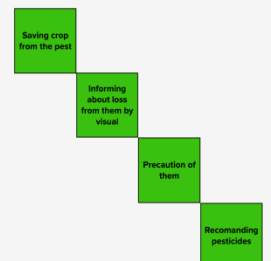 Saving crop
from the pest
Informing
about loss
from them by
visual
Precaution of
them
Recomanding
pesticides